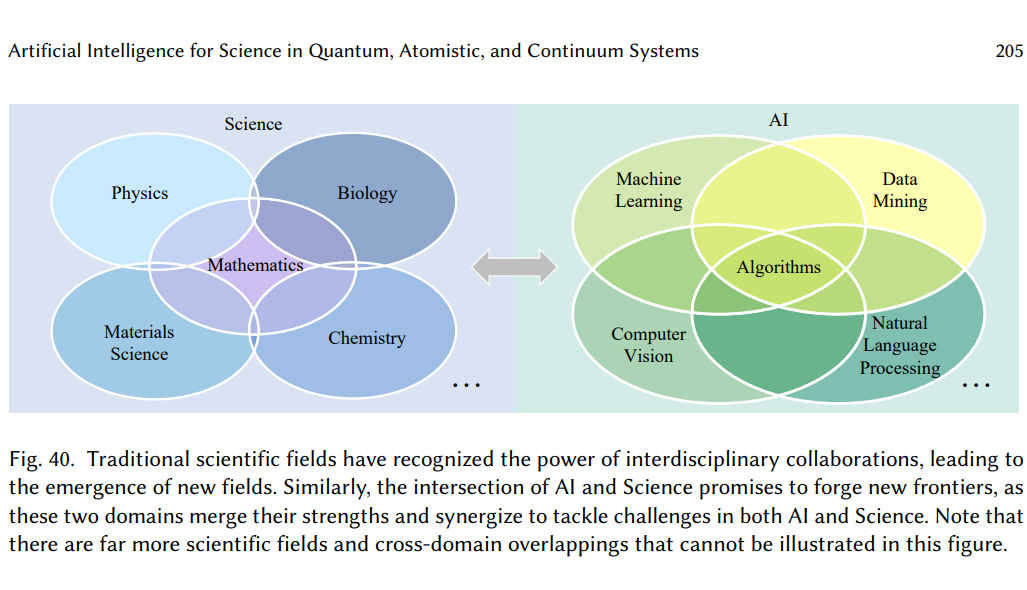 Artificial Intelligence for Science in Quantum, Atomistic, and Continuum Systems
205
Science
Physics
Biology
Mathematics
Materials
Science
Chemistry
...
AI
Machine
Learning
Data
Mining
Algorithms
Computer
Vision
Natural
Language
Processing
...
Fig. 40. Traditional scientific fields have recognized the power of interdisciplinary collaborations, leading to
the emergence of new fields. Similarly, the intersection of AI and Science promises to forge new frontiers, as
these two domains merge their strengths and synergize to tackle challenges in both AI and Science. Note that
there are far more scientific fields and cross-domain overlappings that cannot be illustrated in this figure.